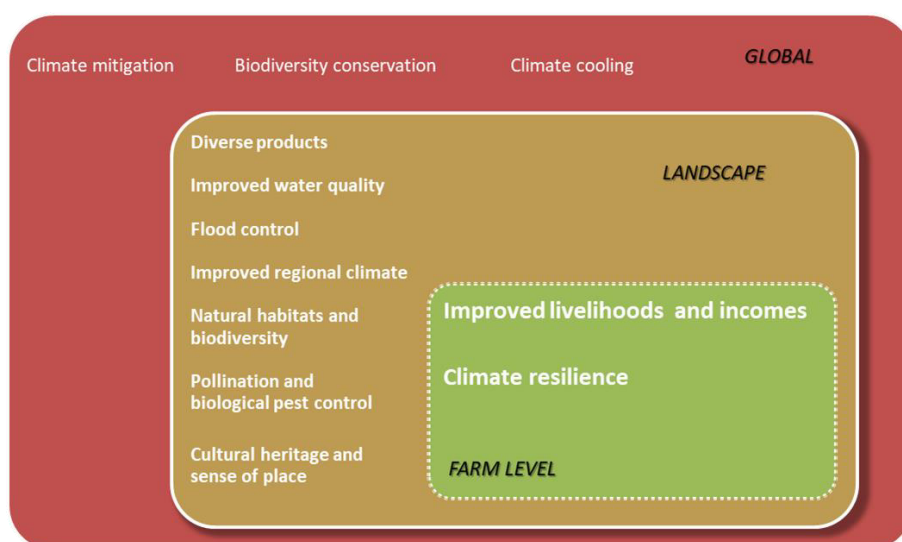 Climate mitigation
Biodiversity conservation
Climate cooling
GLOBAL
Diverse products
LANDSCAPE
Improved water quality
Flood control
Improved regional climate
Natural habitats and
biodiversity
Pollination and
biological pest control
Cultural heritage and
sense of place
Improved livelihoods and incomes
Climate resilience
FARM LEVEL